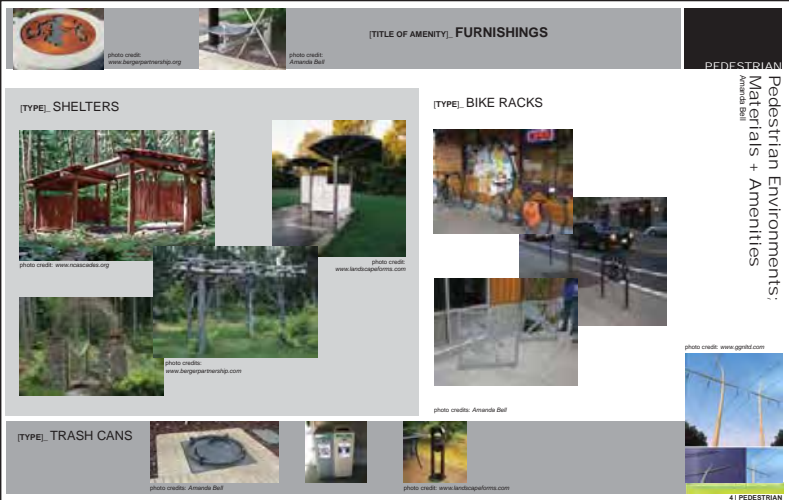 [TITLE OF AMENITY]_ FURNISHINGS
photo credit:
www.bergerpartnership.org
photo credit:
Amanda Bell
PEDESTRIAN
Pedestrian Environments;
Materials + Amenities
Amanda Bell
[TYPE]_ SHELTERS
photo credit: www.ncascades.org
photo credit:
www.landscapeforms.com
photo credits:
www.bergerpartnership.com
[TYPE]_ BIKE RACKS
photo credits: Amanda Bell
photo credit: www.ggnltd.com
[TYPE]_ TRASH CANS
photo credits: Amanda Bell
photo credit: www.landscapeforms.com
4 | PEDESTRIAN